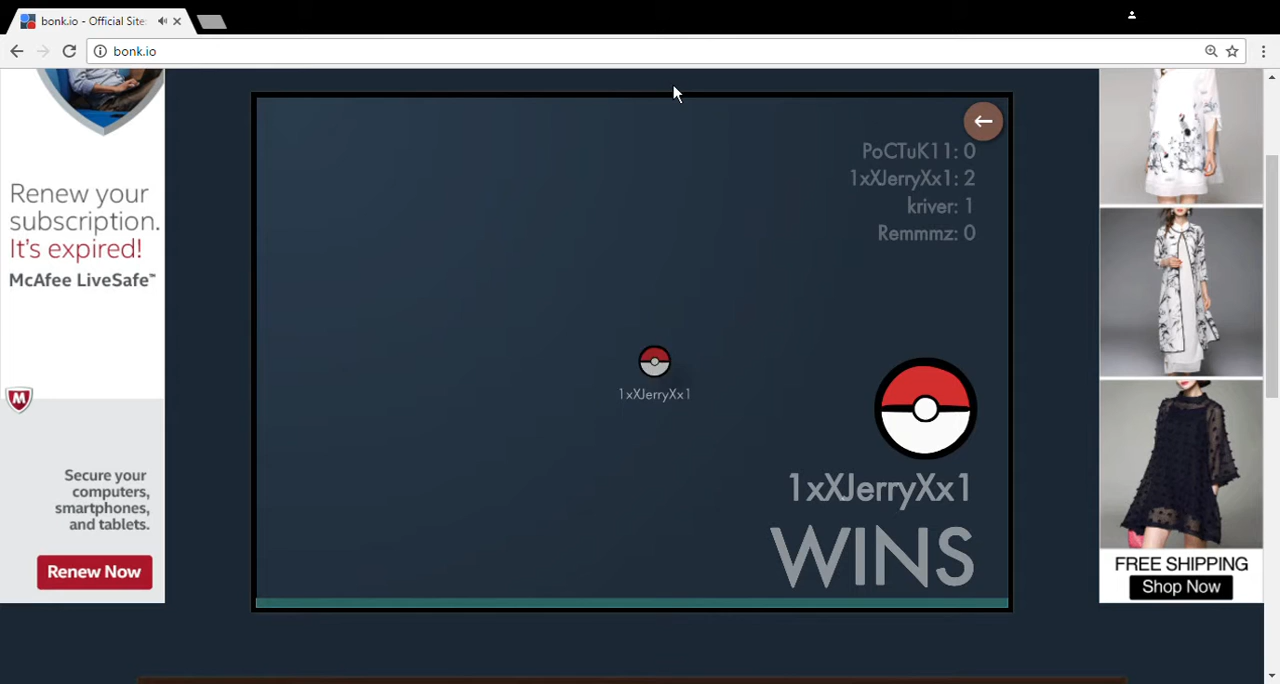 bonk.io - Official Site:
bonk.io
Renew your
subscription.
It's expired!
McAfee LiveSafe™
Secure your
computers,
smartphones,
and tablets.
Renew Now
PoCTuK11: 0
1xXJerryXx1: 2
kriver: 1
Remmmz: 0
1xXJerryXx1
1xXJerryXx1
WINS
FREE SHIPPING
Shop Now